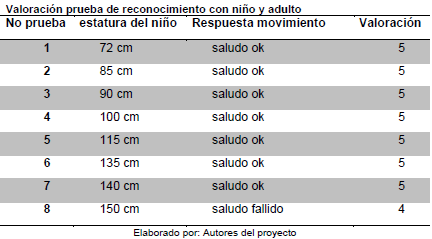 Valoración prueba de reconocimiento con niño y adulto
No prueba estatura del niño Respuesta movimiento Valoración
1 72 cm saludo ok 5
2 85 cm saludo ok 5
3 90 cm saludo ok 5
4 100 cm saludo ok 5
5 115 cm saludo ok 5
6 135 cm saludo ok 5
7 140 cm saludo ok 5
8 150 cm saludo fallido 4
Elaborado por: Autores del proyecto